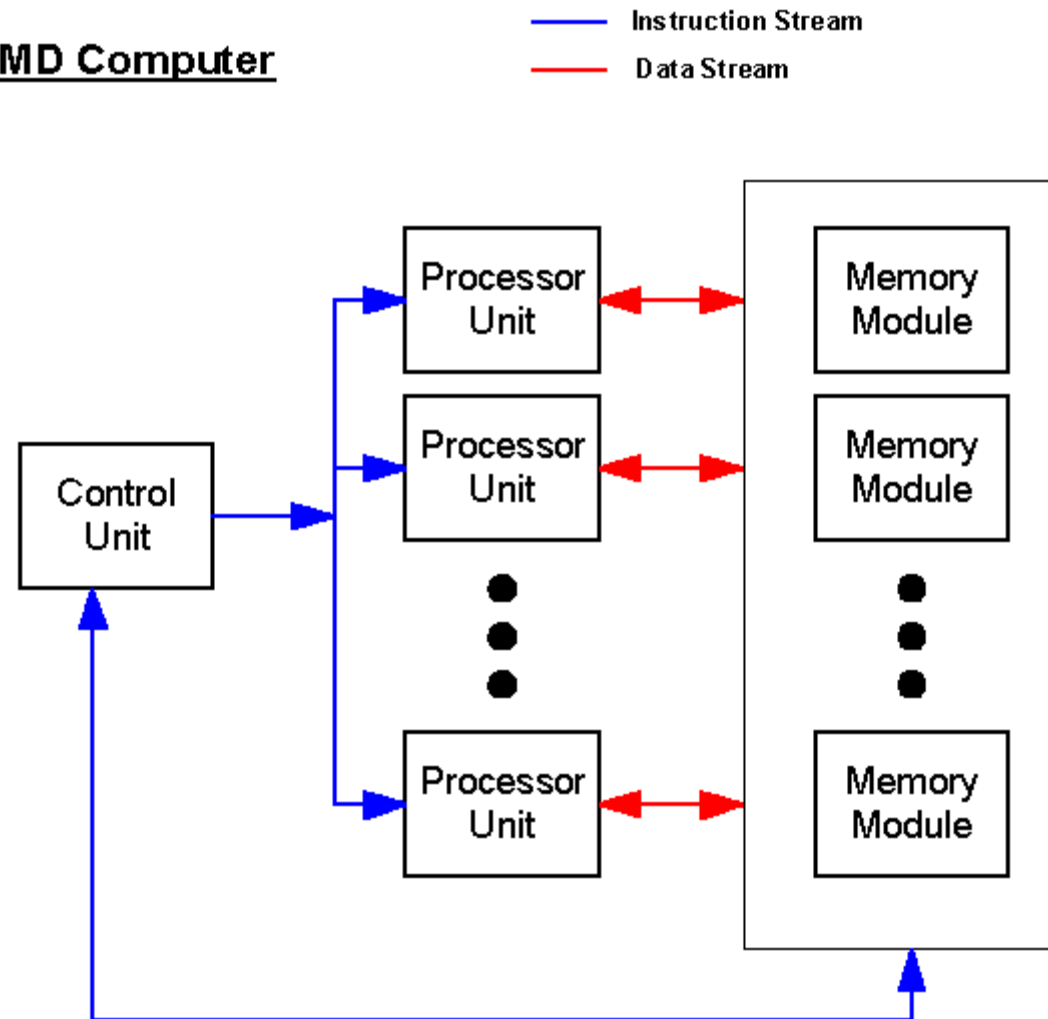 MD Computer
Instruction Stream
Data Stream
Processor
Unit
Memory
Module
Processor
Unit
Memory
Module
Control
Unit
Processor
Unit
Memory
Module